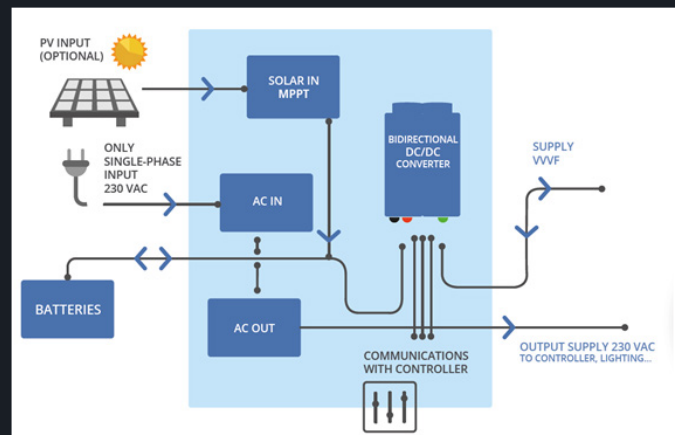 PV INPUT
(OPTIONAL)
SOLAR IN
MPPT
ONLY
SINGLE-PHASE
INPUT
230 VAC
AC IN
BIDIRECTIONAL
DC/DC
CONVERTER
SUPPLY
VVVF
BATTERIES
AC OUT
OUTPUT SUPPLY 230 VAC
TO CONTROLLER, LIGHTING...
COMMUNICATIONS
WITH CONTROLLER